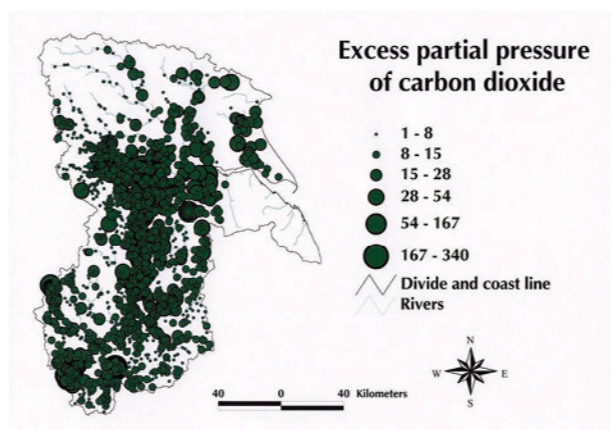 Excess partial pressure
of carbon dioxide
1 - 8
8 - 15
15 - 28
28 - 54
54 - 167
167 - 340
Divide and coast line
Rivers
N
W E
S
40 0 40 Kilometers